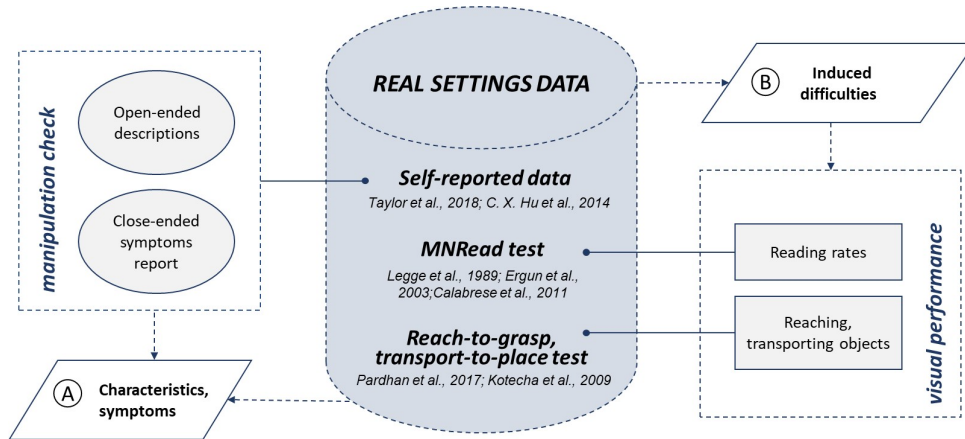 manipulation check
Open-ended
descriptions
Close-ended
symptoms
report
A
Characteristics,
symptoms
REAL SETTINGS DATA
Self-reported data
Taylor et al., 2018; C. X. Hu et al., 2014
MNRead test
Legge et al., 1989; Ergun et al.,
2003;Calabrese et al., 2011
Reach-to-grasp,
transport-to-place test
Pardhan et al., 2017; Kotecha et al., 2009
B
Induced
difficulties
Reading rates
Reaching,
transporting objects
visual performance